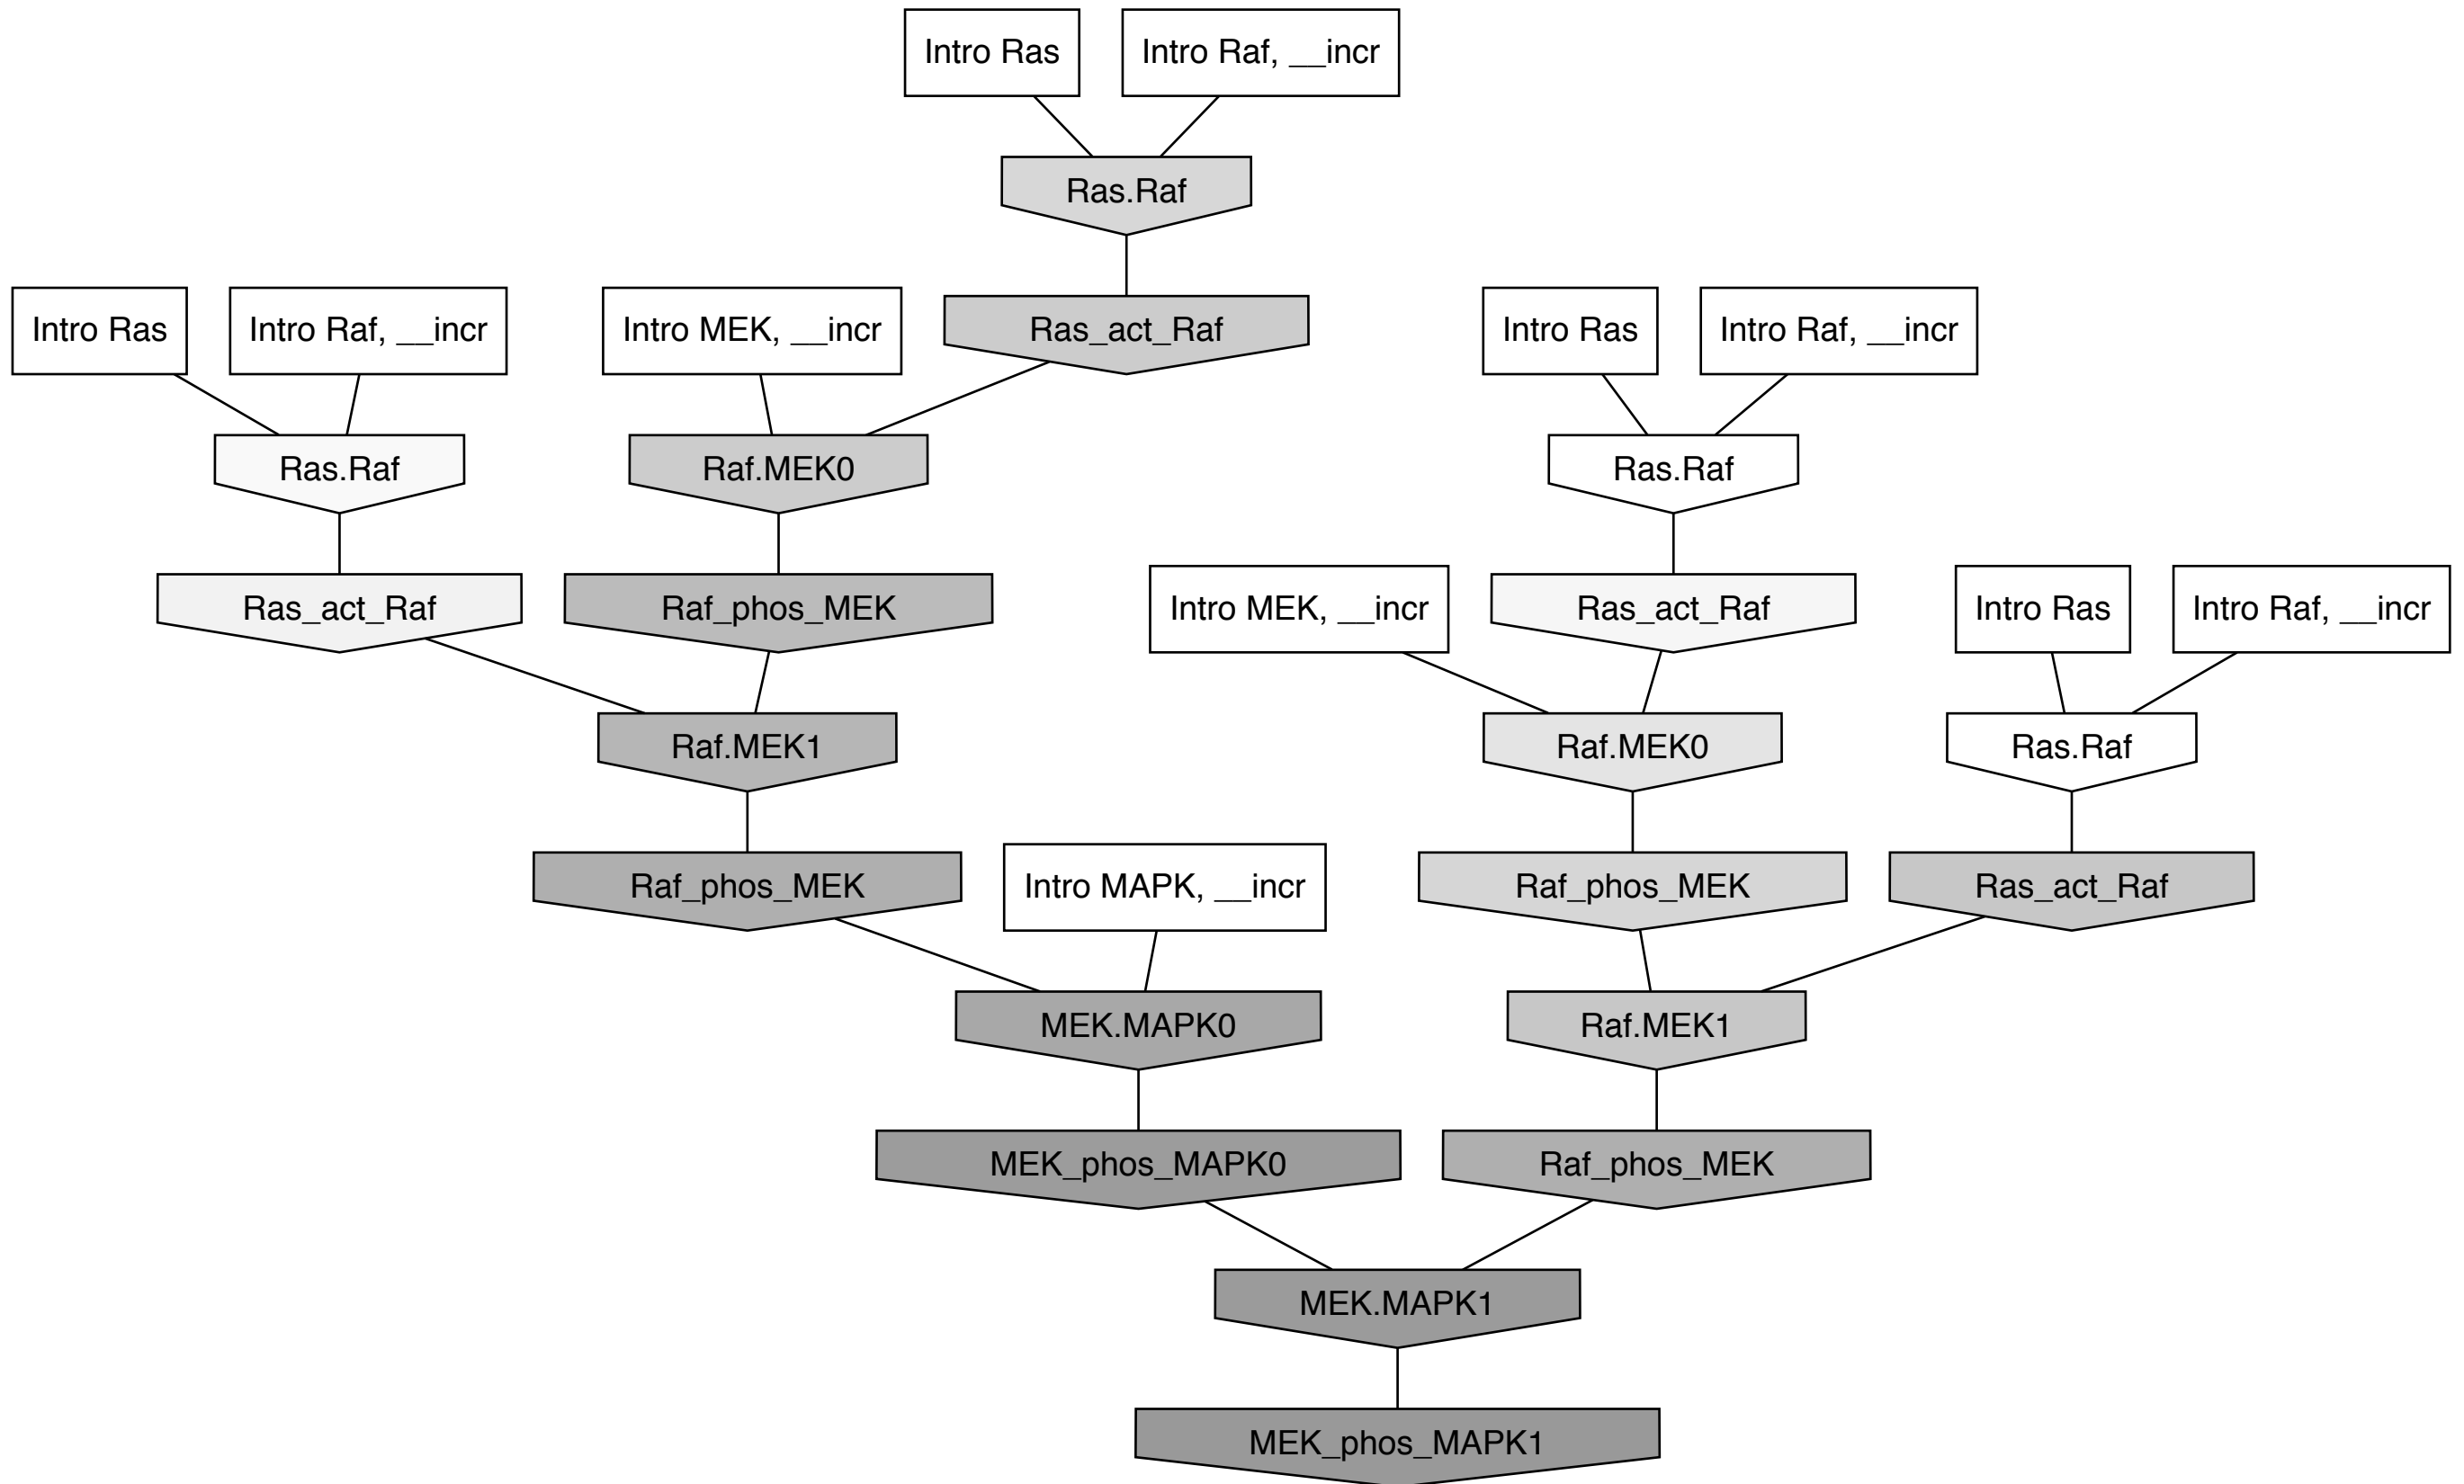 Intro Ras
Intro Raf, __incr
Ras.Raf
Intro Ras
Intro Raf, __incr
Intro MEK, __incr
Ras_act_Raf
Intro Ras
Intro Raf, __incr
Ras.Raf
Raf.MEK0
Ras.Raf
Ras_act_Raf
Raf_phos_MEK
Intro MEK, __incr
Ras_act_Raf
Intro Ras
Intro Raf, __incr
Raf.MEK1
Raf.MEK0
Ras.Raf
Raf_phos_MEK
Intro MAPK, __incr
Raf_phos_MEK
Ras_act_Raf
MEK.MAPK0
Raf.MEK1
MEK_phos_MAPK0
Raf_phos_MEK
MEK.MAPK1
MEK_phos_MAPK1